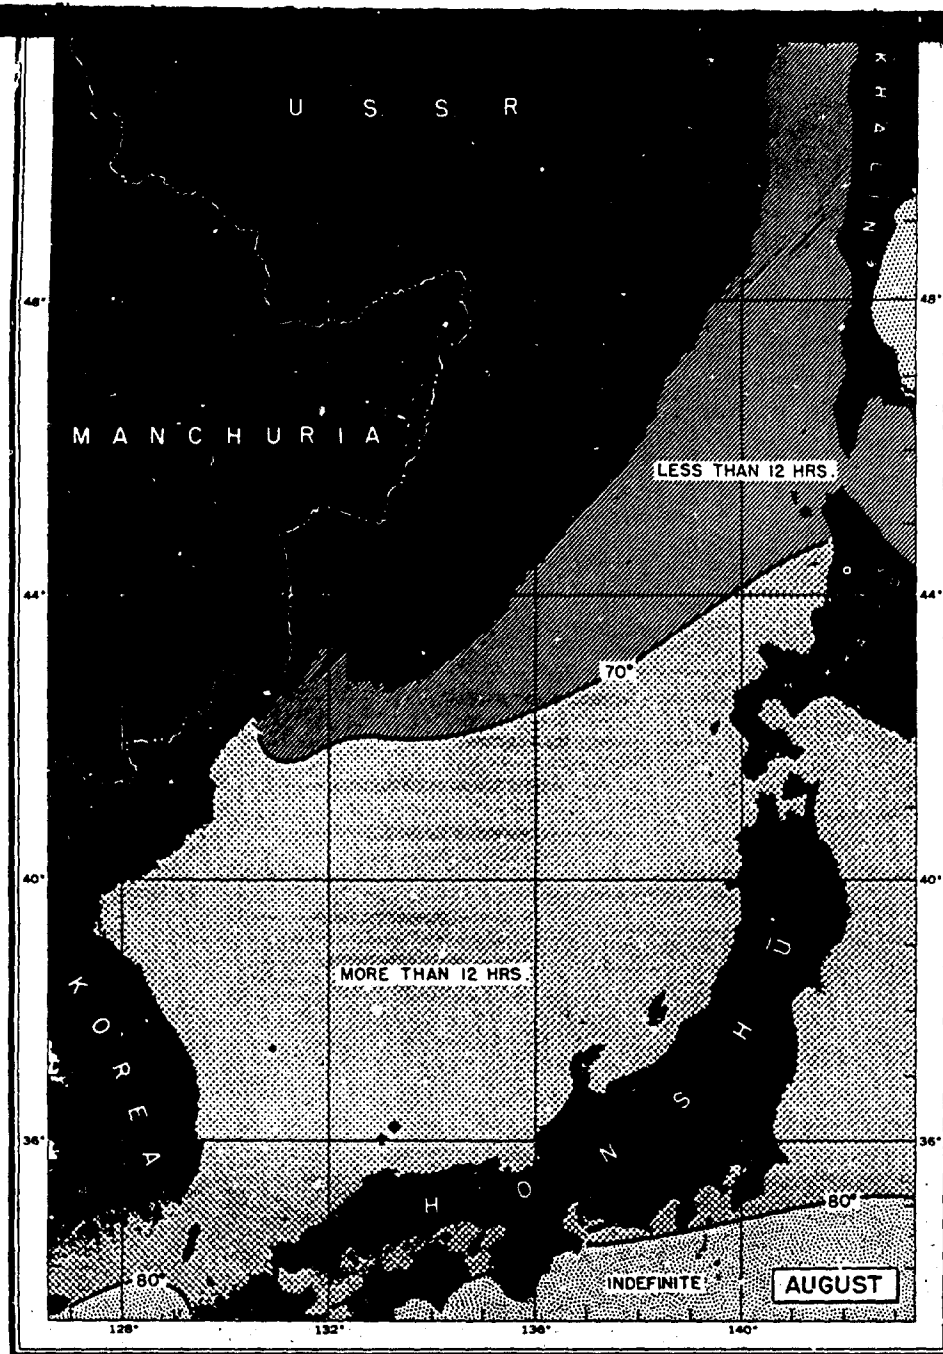 U S S R
K H A L I N
48°
48°
MANCHURIA
LESS THAN 12 HRS.
44°
44°
70°
40°
40°
MORE THAN 12 HRS.
KOREA
HONSHU
36°
36°
80°
80°
INDEFINITE
AUGUST
128°
132°
136°
140°